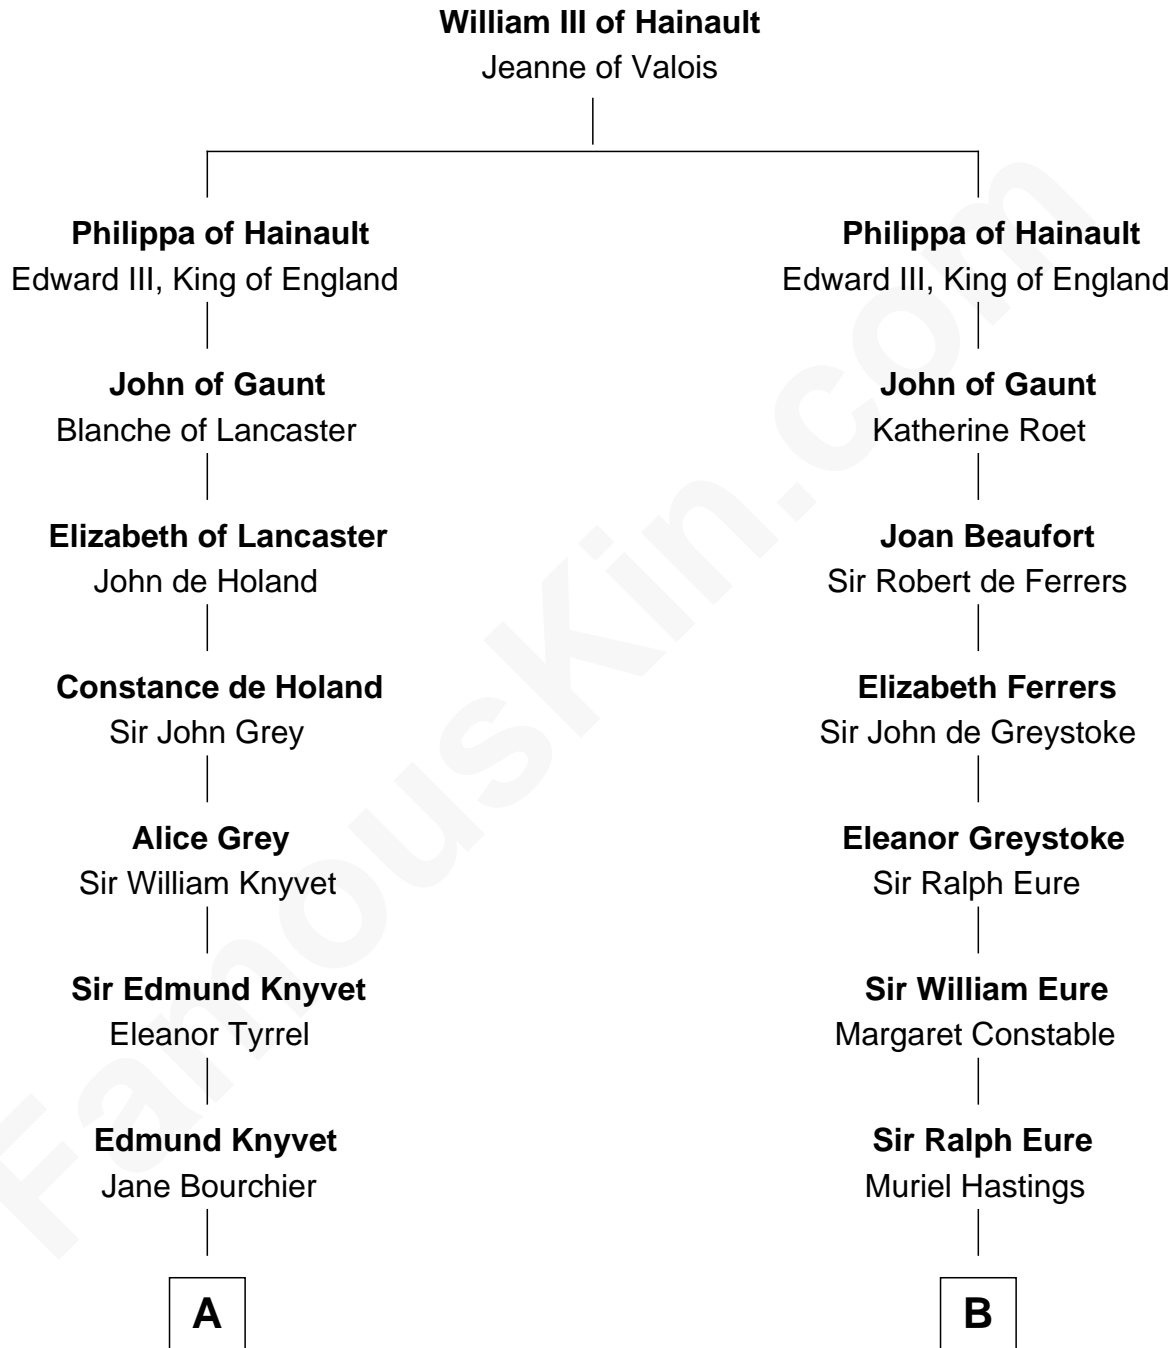 William III of Hainault
Jeanne of Valois
Philippa of Hainault
Edward III, King of England
John of Gaunt
Blanche of Lancaster
Elizabeth of Lancaster
John de Holand
Constance de Holand
Sir John Grey
Alice Grey
Sir William Knyvet
Sir Edmund Knyvet
Eleanor Tyrrel
Edmund Knyvet
Jane Bourchier
A
Philippa of Hainault
Edward III, King of England
John of Gaunt
Katherine Roet
Joan Beaufort
Sir Robert de Ferrers
Elizabeth Ferrers
Sir John de Greystoke
Eleanor Greystoke
Sir Ralph Eure
Sir William Eure
Margaret Constable
Sir Ralph Eure
Muriel Hastings
B
FamousKin.com